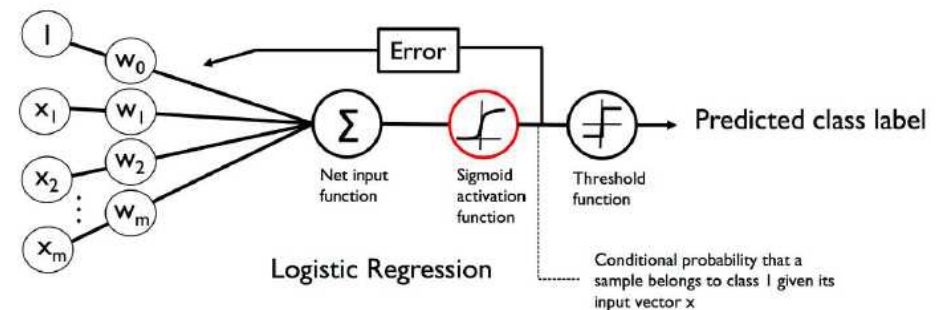 1
w0
Error
x1
w1
Σ
Predicted class label
x2
w2
Net input
function
Sigmoid
activation
function
Threshold
function
wm
xm
Logistic Regression
Conditional probability that a
sample belongs to class 1 given its
input vector x